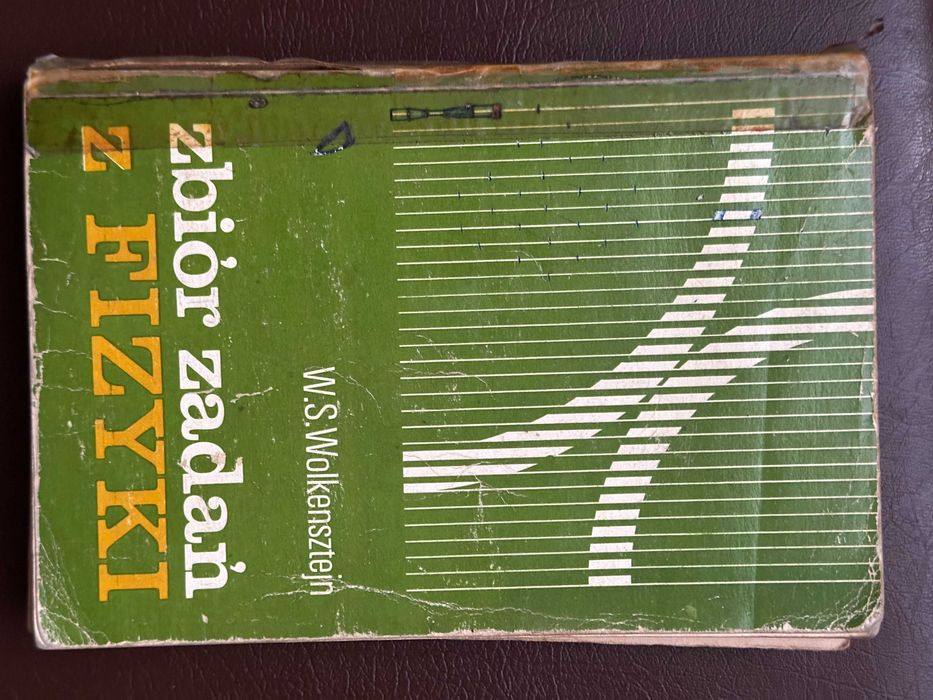 zbiór zadań
z FIZYKI
W.S.Wolkensztejn